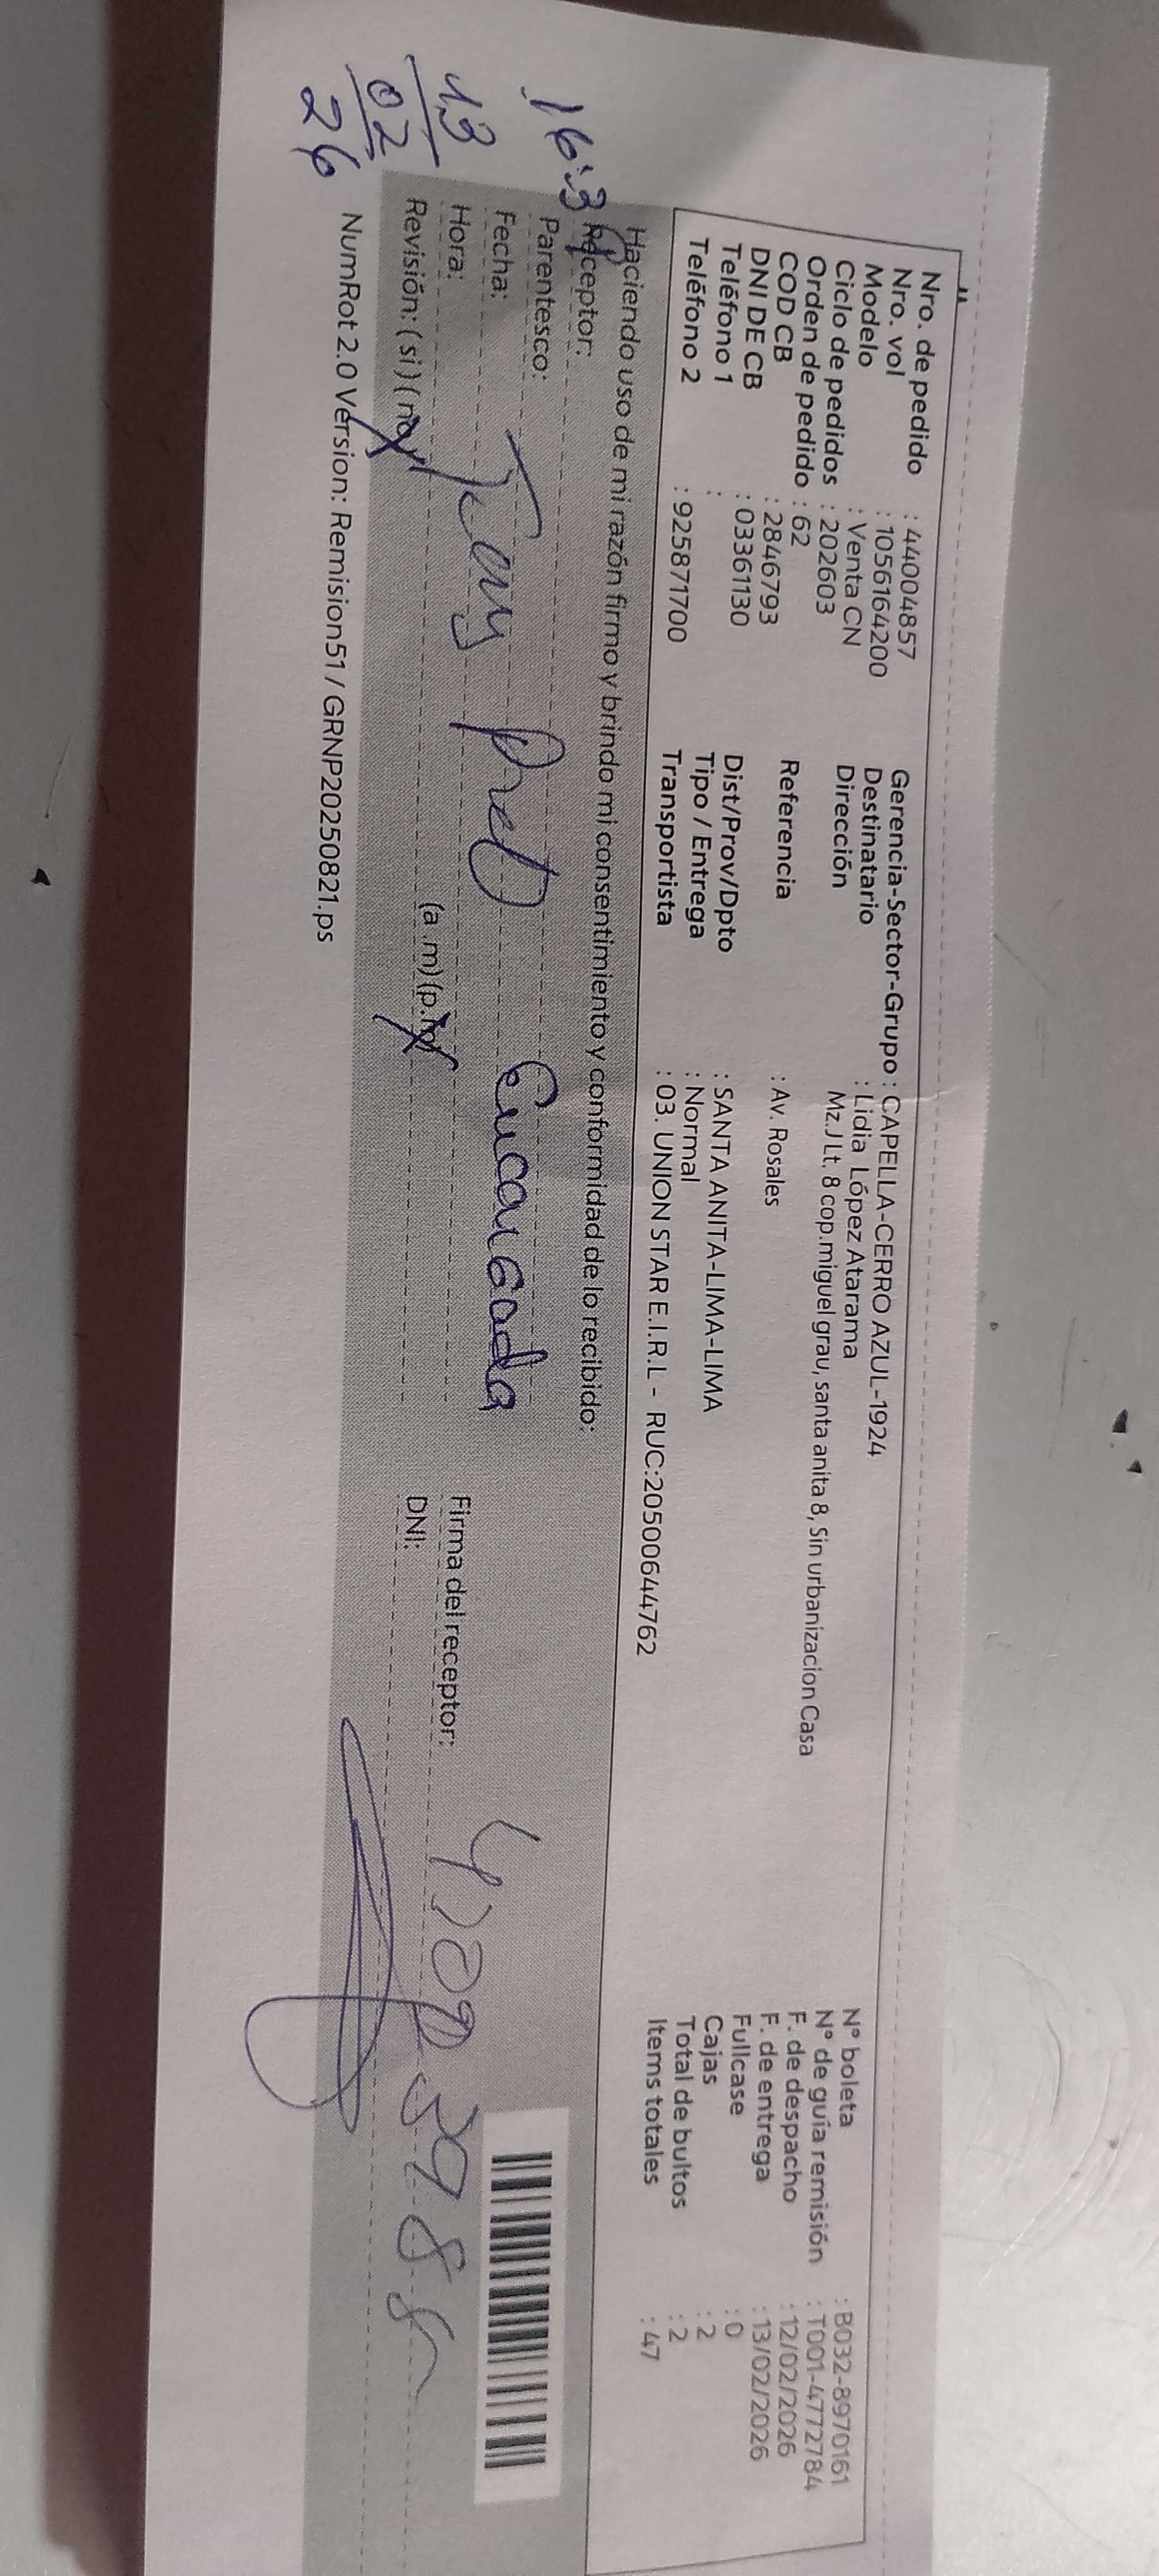 Nro. de pedido : 44004857
Nro. vol : 1056164200
Modelo : Venta CN
Ciclo de pedidos : 202603
Orden de pedido : 62
COD CB : 2846793
DNI DE CB : 03361130
Teléfono 1 :
Teléfono 2 : 925871700
Gerencia-Sector-Grupo : CAPELLA-CERRO AZUL-1924
Destinatario : Lidia López Atarama
Dirección Mz.J Lt. 8 cop.miguel grau, santa anita 8, Sin urbanizacion Casa
Referencia : Av. Rosales
Dist/Prov/Dpto : SANTA ANITA-LIMA-LIMA
Tipo / Entrega : Normal
Transportista : 03. UNION STAR E.I.R.L - RUC:20500644762
N° boleta : B032-8970161
N° de guía remisión : T001-4772784
F. de despacho : 12/02/2026
F. de entrega : 13/02/2026
Fullcase : 0
Cajas : 2
Total de bultos : 2
Items totales : 47
Haciendo uso de mi razón firmo y brindo mi consentimiento y conformidad de lo recibido:
Receptor:
Parentesco:
Fecha:
Hora: (a .m) (p.m)
Revisión: (si) (no)
Firma del receptor:
DNI:
16:3
13
02
26
Encargada
NumRot 2.0 Version: Remision51 / GRNP20250821.ps